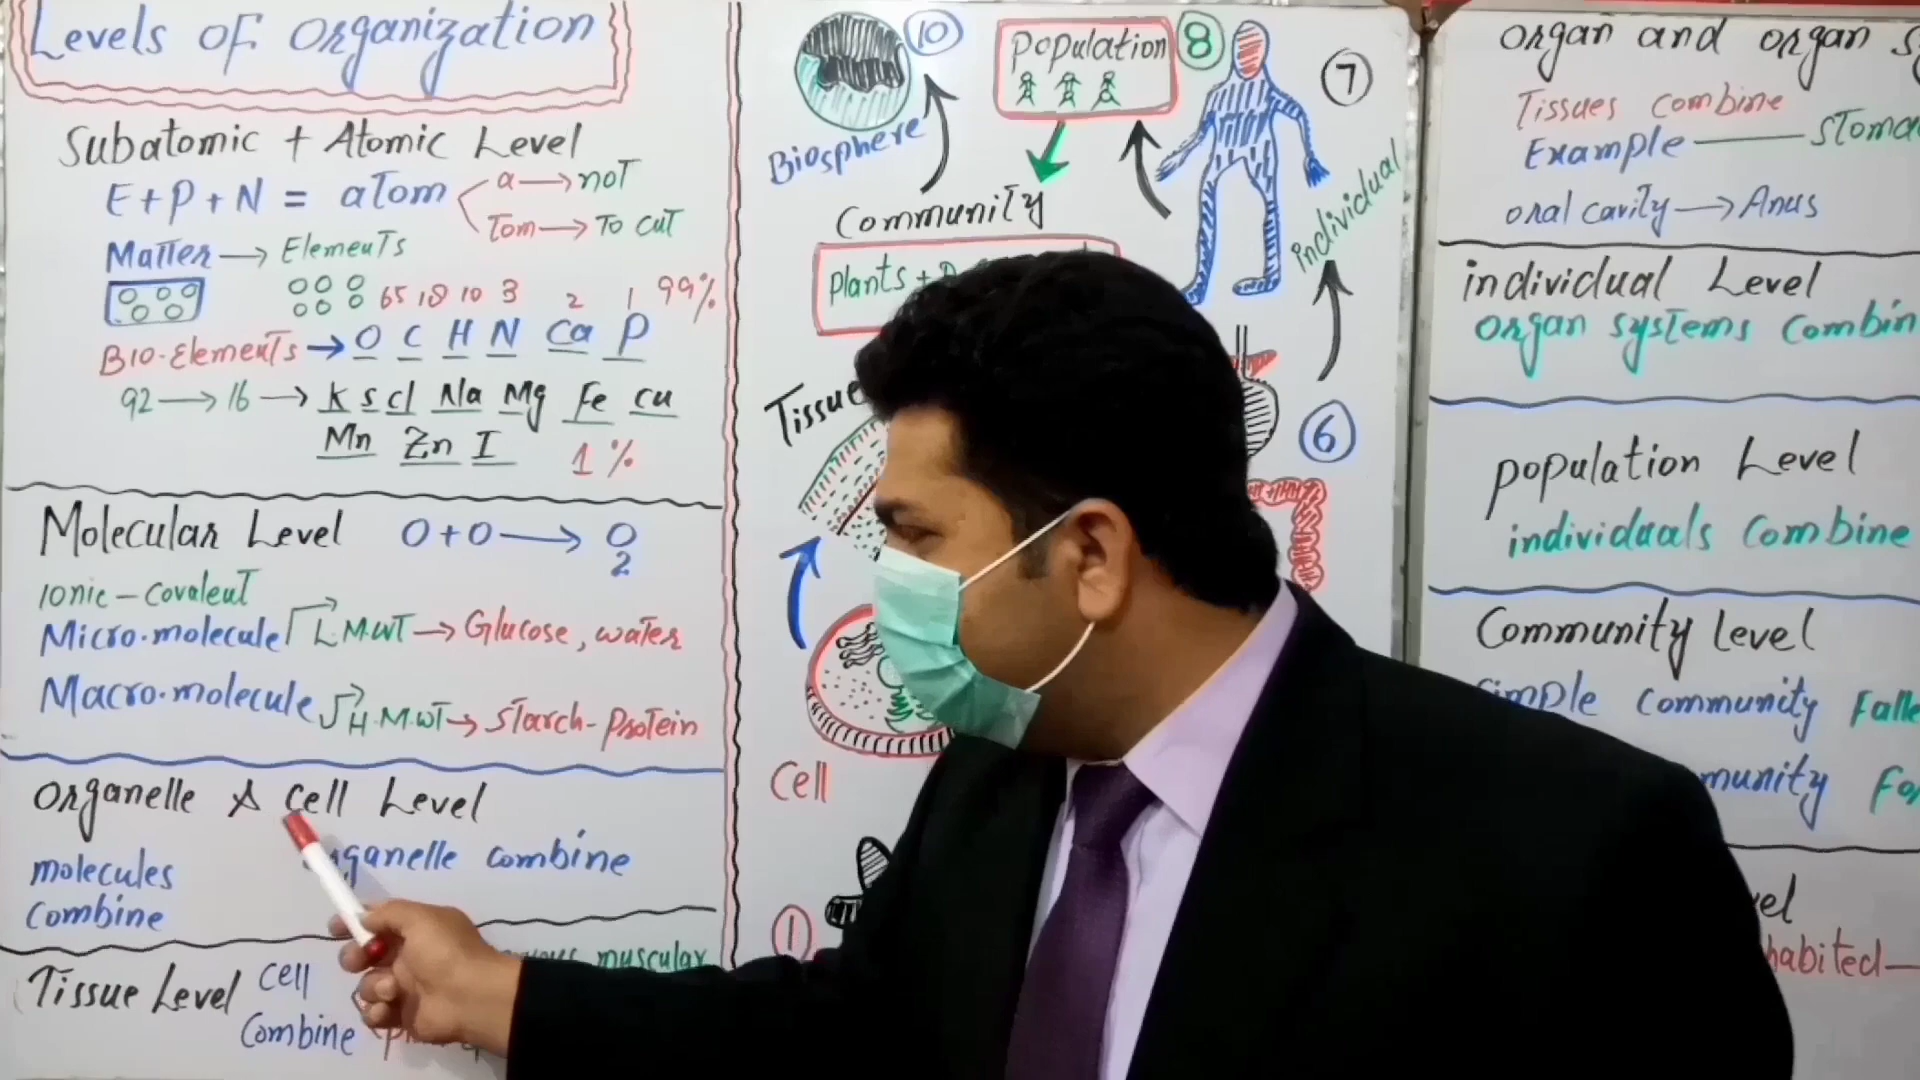 Levels of organization
Subatomic + Atomic Level
E + P + N = atom
a → not
Tom → To cut
Matter → Elements
65 18 10 3 2 1 99%
Bio-Elements → O C H N Ca P
92 → 16 → K S Cl Na Mg Fe Cu
Mn Zn I 1%
Molecular Level O + O → O2
Ionic - covalent
Micro-molecule L.M.WT → Glucose, water
Macro-molecule H.M.WT → Starch - Protein
organelle & cell Level
molecules
combine
organelle combine
Tissue Level cell
combine
muscular
10
Biosphere
population 8
7
Community
plants +
individual
Tissue
6
cell
1
organ and organ
Tissues combine
Example
oral cavity → Anus
individual Level
organ systems combin
population Level
individuals combine
Community Level
Simple community
munity
habited